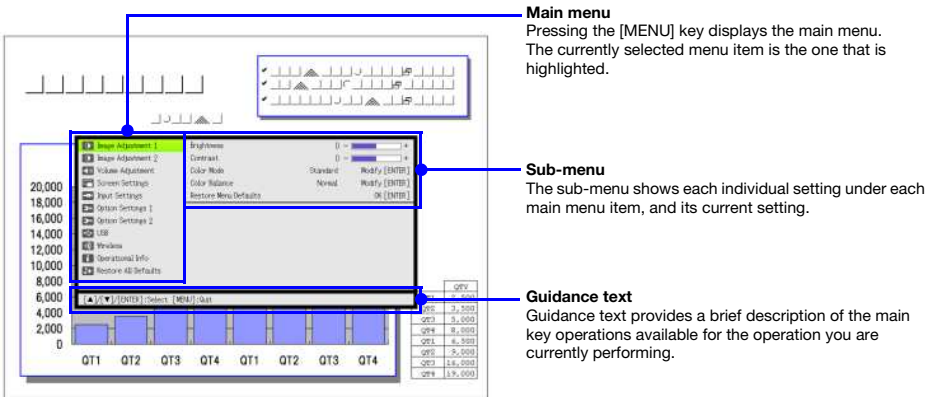 Main menu
Pressing the [MENU] key displays the main menu.
The currently selected menu item is the one that is
highlighted.
Image Adjustment 1
Image Adjustment 2
Volume Adjustment
Screen Settings
Input Settings
Option Settings 1
Option Settings 2
USB
Wireless
Operational Info
Restore All Defaults
Brightness 0 - +
Contrast 0 - +
Color Mode Standard Modify [ENTER]
Color Balance Normal Modify [ENTER]
Restore Menu Defaults OK [ENTER]
[▲]/[▼]/[ENTER]:Select [MENU]:Quit
Sub-menu
The sub-menu shows each individual setting under each
main menu item, and its current setting.
Guidance text
Guidance text provides a brief description of the main
key operations available for the operation you are
currently performing.
20,000
18,000
16,000
14,000
12,000
10,000
8,000
6,000
4,000
2,000
0
QT1 QT2 QT3 QT4 QT1 QT2 QT3 QT4
QTY
QT2 3,500
QT3 5,000
QT4 8,000
QT1 6,500
QT2 9,000
QT3 16,000
QT4 19,000